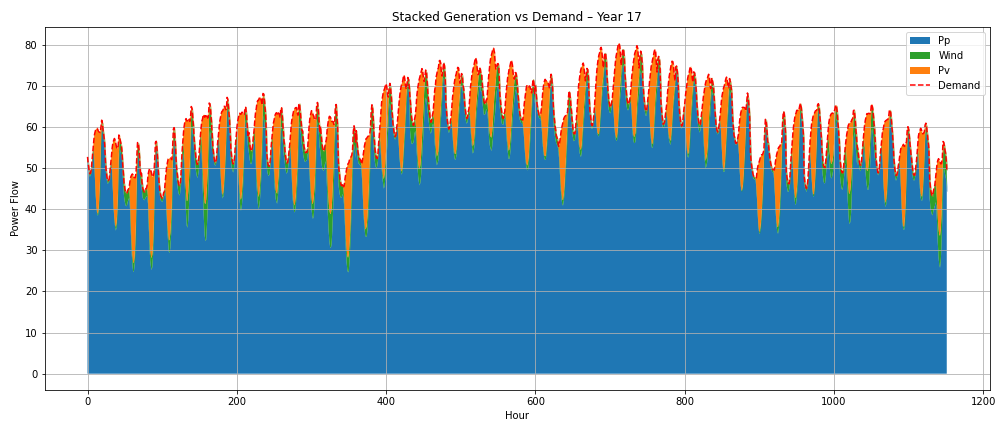 Stacked Generation vs Demand – Year 17
Pp
Wind
Pv
Demand
80
70
60
50
40
30
20
10
0
Power Flow
0 200 400 600 800 1000 1200
Hour